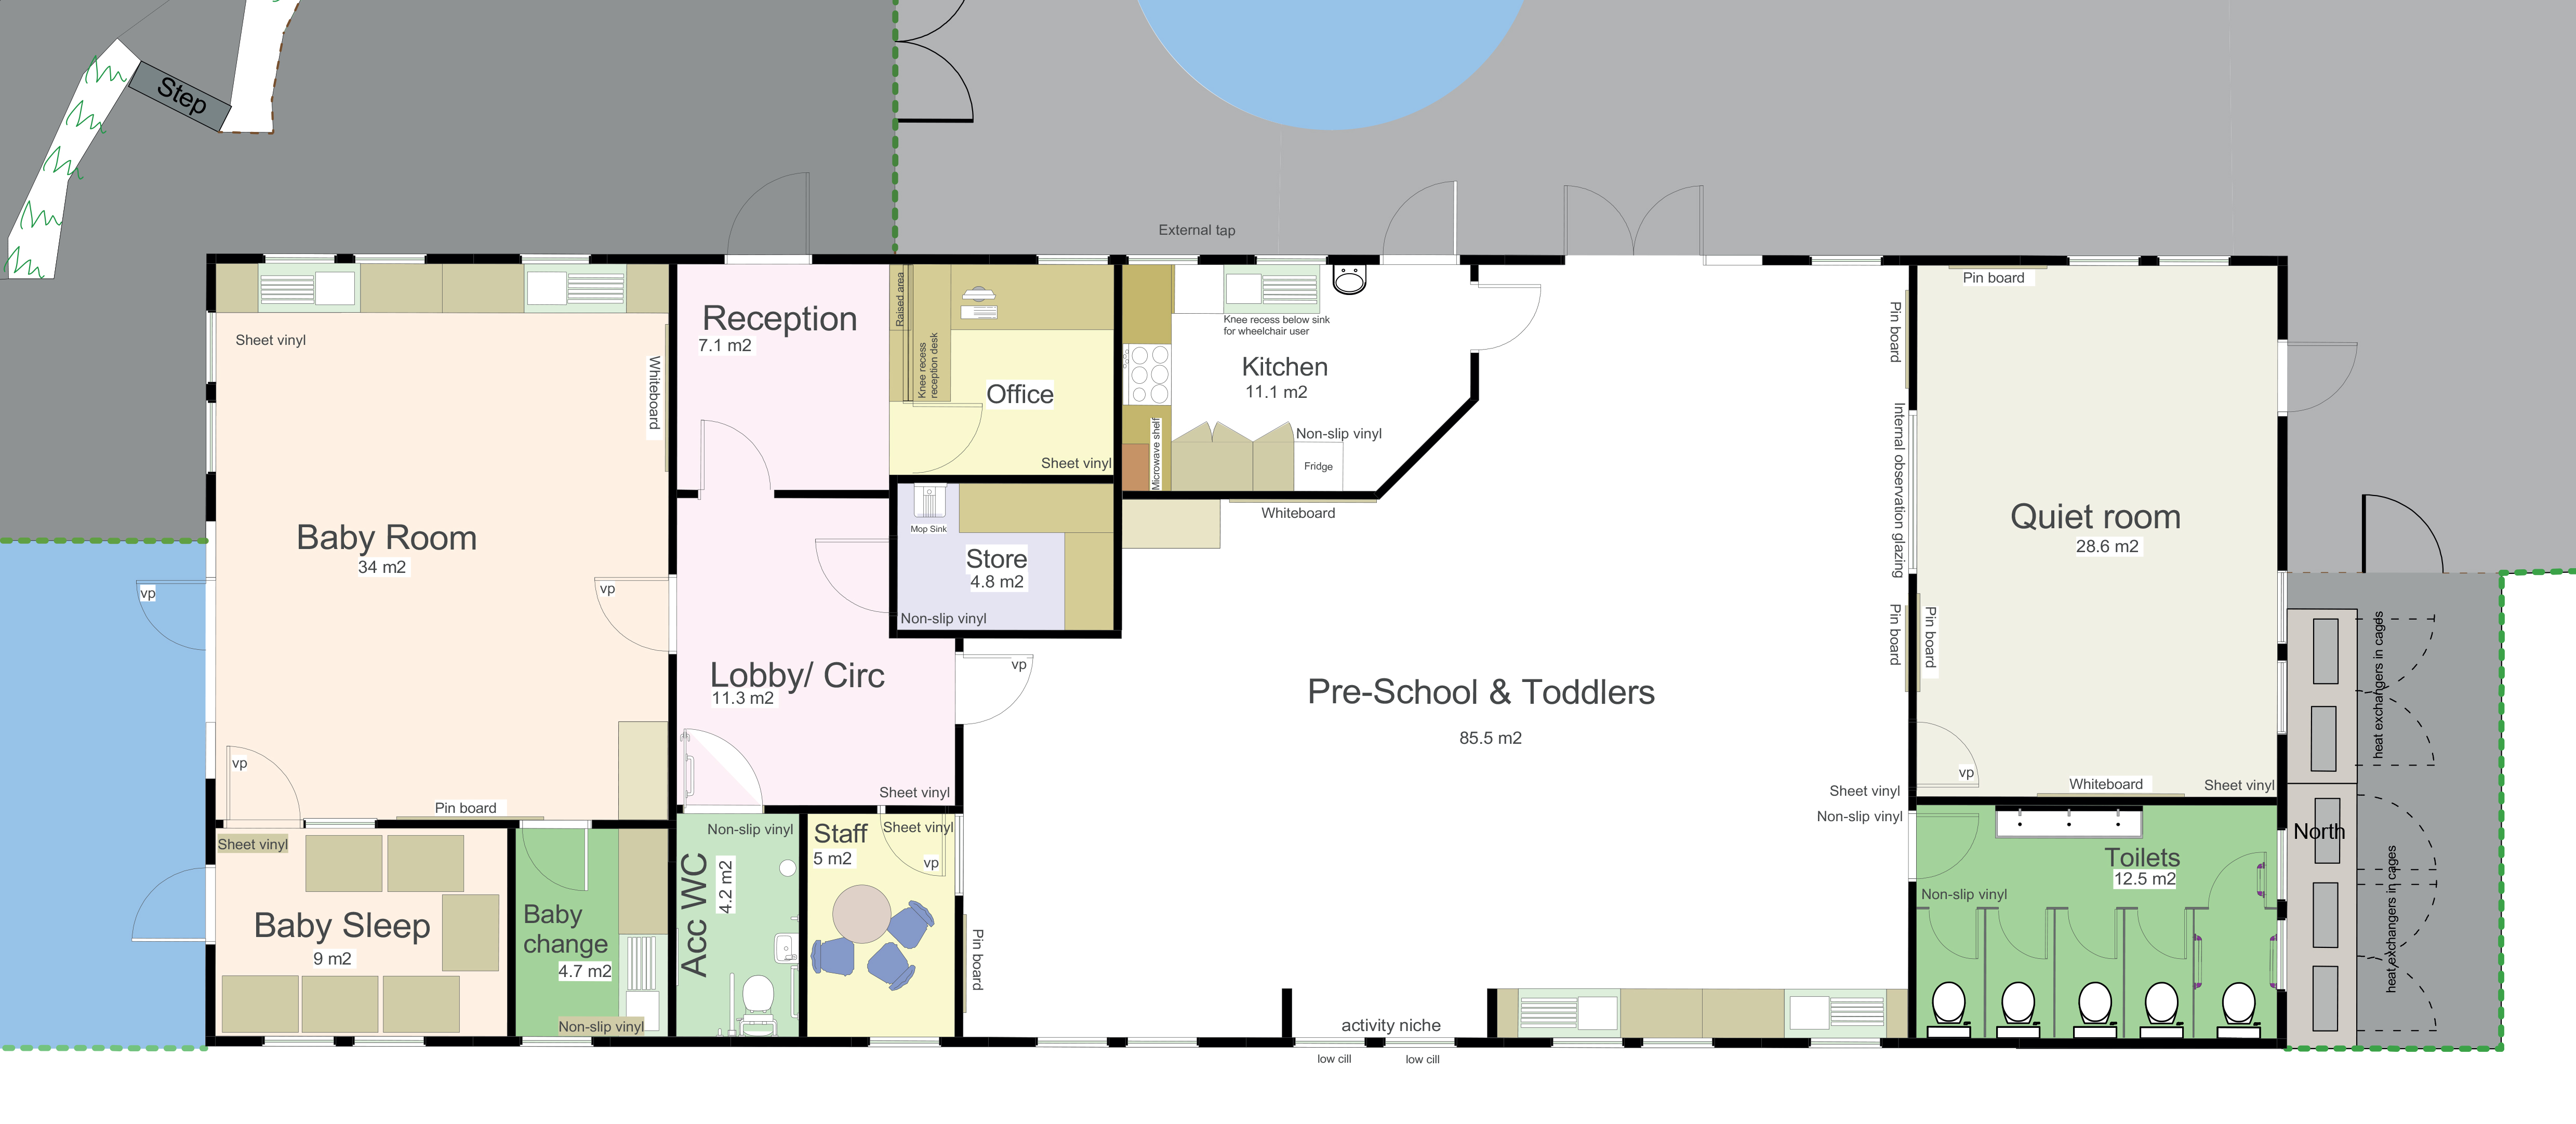 Step
External tap
Pin board
Sheet vinyl
Whiteboard
Baby Room
34 m2
vp
vp
vp
Pin board
Reception
7.1 m2
Raised area
Knee recess
reception desk
Office
Sheet vinyl
Knee recess below sink
for wheelchair user
Kitchen
11.1 m2
Microwave shelf
Non-slip vinyl
Fridge
Whiteboard
Mop Sink
Store
4.8 m2
Non-slip vinyl
Lobby/ Circ
11.3 m2
Sheet vinyl
vp
Pre-School & Toddlers
85.5 m2
Pin board
Internal observation glazing
Pin board
Pin board
Quiet room
28.6 m2
vp
Whiteboard
Sheet vinyl
Sheet vinyl
Non-slip vinyl
heat exchangers in cages
North
heat exchangers in cages
Sheet vinyl
Baby Sleep
9 m2
Baby
change
4.7 m2
Non-slip vinyl
Non-slip vinyl
Acc WC
4.2 m2
Staff
5 m2
Sheet vinyl
vp
Pin board
activity niche
low cill
low cill
Toilets
12.5 m2
Non-slip vinyl